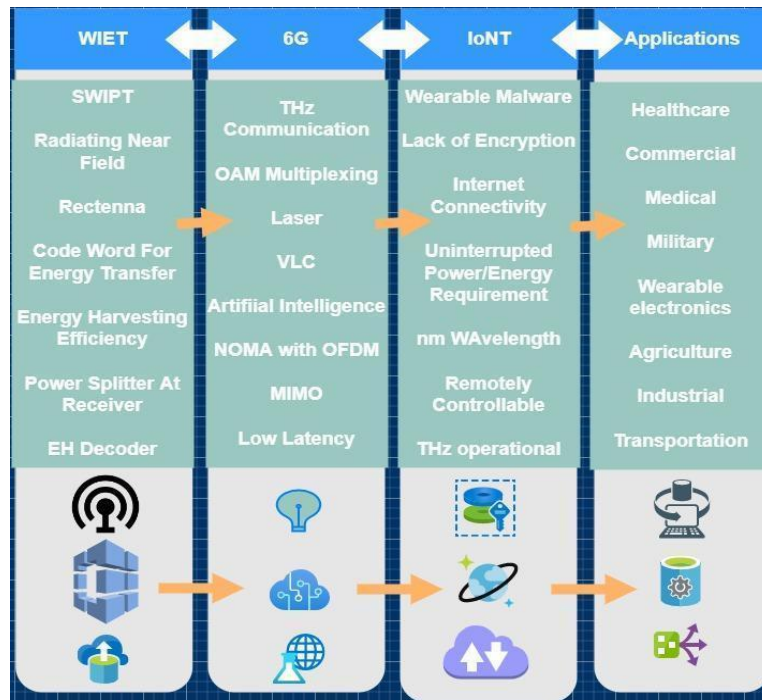 WIET
6G
IoNT
Applications
SWIPT
Radiating Near
Field
Rectenna
Code Word For
Energy Transfer
Energy Harvesting
Efficiency
Power Splitter At
Receiver
EH Decoder
THz
Communication
OAM Multiplexing
Laser
VLC
Artifiial Intelligence
NOMA with OFDM
MIMO
Low Latency
Wearable Malware
Lack of Encryption
Internet
Connectivity
Uninterrupted
Power/Energy
Requirement
nm WAvelength
Remotely
Controllable
THz operational
Healthcare
Commercial
Medical
Military
Wearable
electronics
Agriculture
Industrial
Transportation